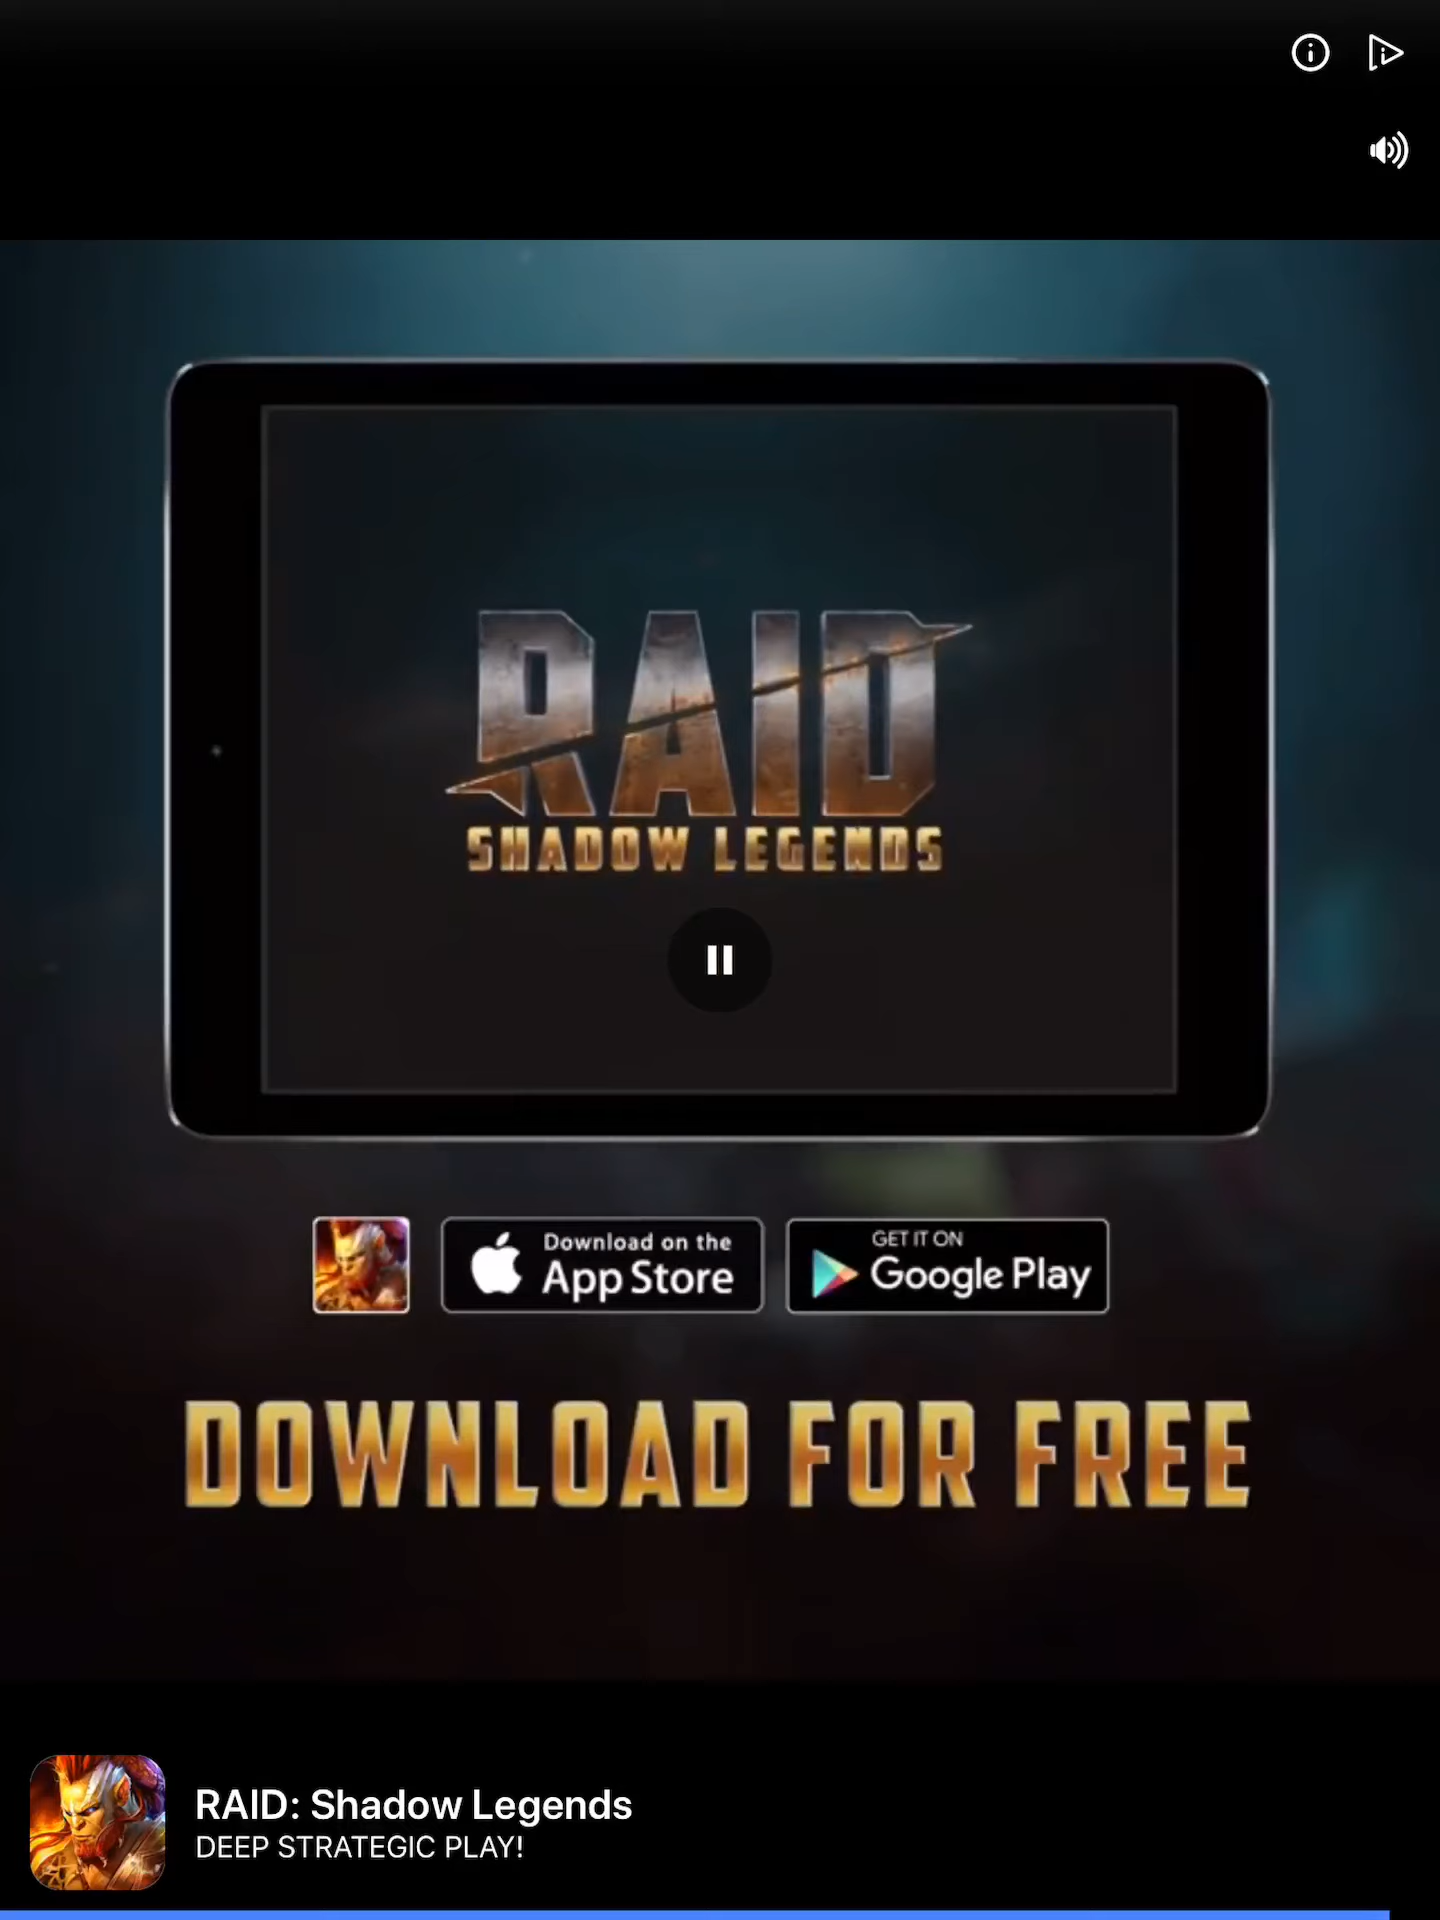 RAID
SHADOW LEGENDS
Download on the
App Store
GET IT ON
Google Play
DOWNLOAD FOR FREE
RAID: Shadow Legends
DEEP STRATEGIC PLAY!